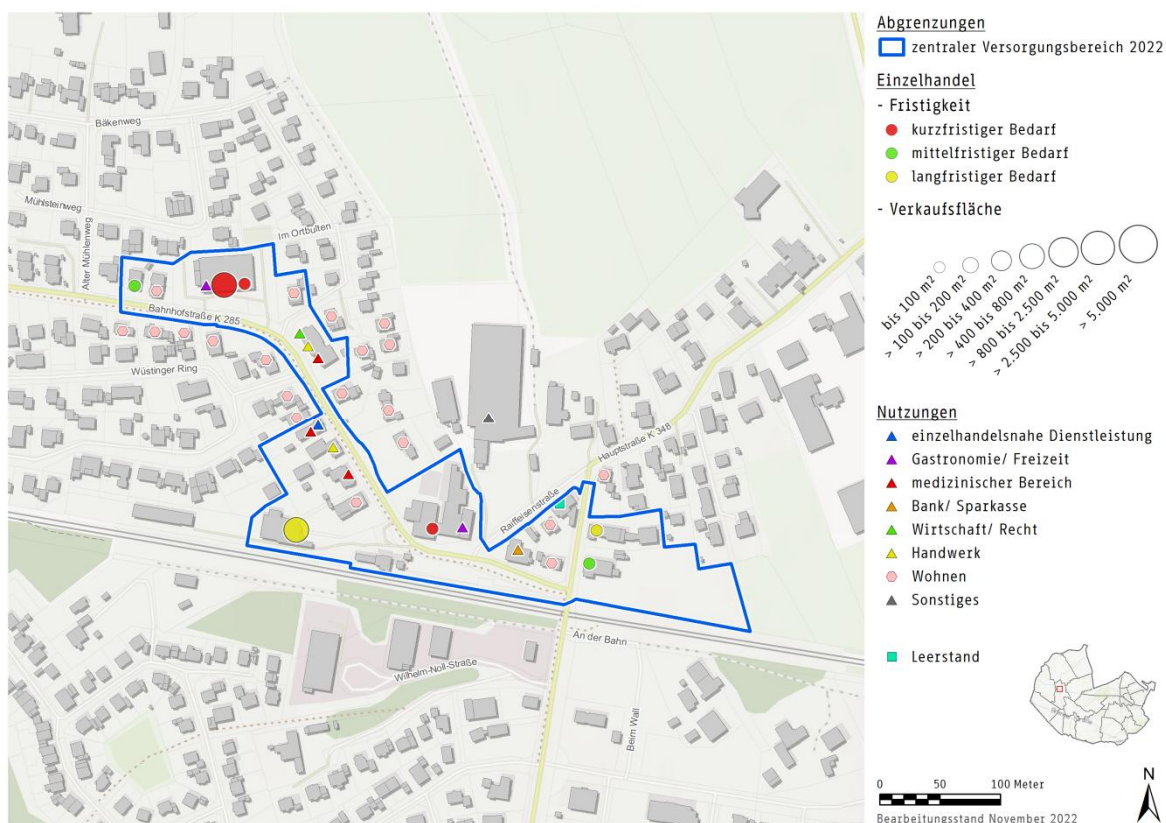 Abgrenzungen
zentraler Versorgungsbereich 2022
Einzelhandel
- Fristigkeit
kurzfristiger Bedarf
mittelfristiger Bedarf
langfristiger Bedarf
- Verkaufsfläche
bis 100 m²
> 100 bis 200 m²
> 200 bis 400 m²
> 400 bis 800 m²
> 800 bis 2.500 m²
> 2.500 bis 5.000 m²
> 5.000 m²
Nutzungen
einzelhandelsnahe Dienstleistung
Gastronomie/ Freizeit
medizinischer Bereich
Bank/ Sparkasse
Wirtschaft/ Recht
Handwerk
Wohnen
Sonstiges
Leerstand
0 50 100 Meter
Bearbeitungsstand November 2022
N
Bäkenweg
Mühlsteinweg
Alter Mühlenweg
Im Ortbulten
Bahnhofstraße K 285
Wüstinger Ring
Hauptstraße K 348
Raiffeisenstraße
An der Bahn
Wilhelm-Noll-Straße
Beim Wall